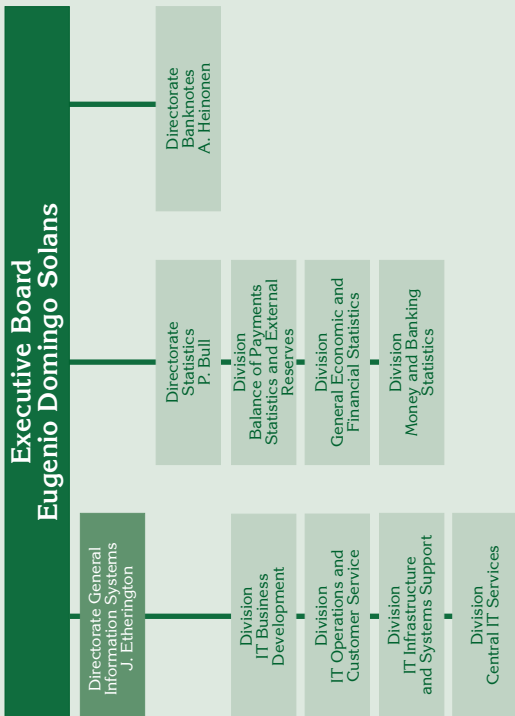 Executive Board
Eugenio Domingo Solans
Directorate General
Information Systems
J. Etherington
Division
IT Business
Development
Division
IT Operations and
Customer Service
Division
IT Infrastructure
and Systems Support
Division
Central IT Services
Directorate
Statistics
P. Bull
Division
Balance of Payments
Statistics and External
Reserves
Division
General Economic and
Financial Statistics
Division
Money and Banking
Statistics
Directorate
Banknotes
A. Heinonen